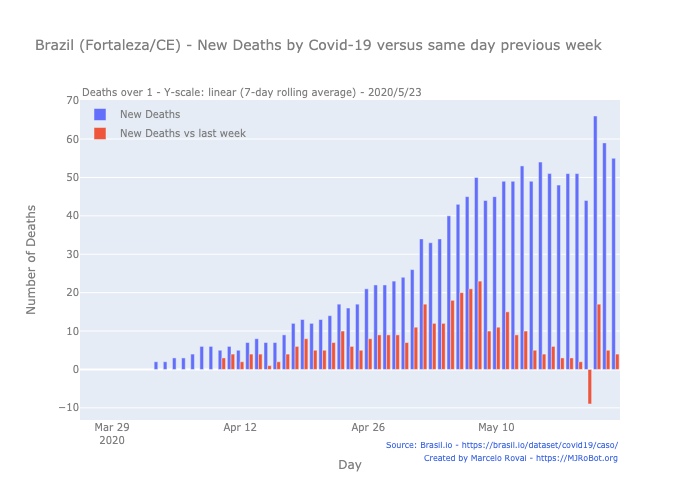 Brazil (Fortaleza/CE) - New Deaths by Covid-19 versus same day previous week
Deaths over 1 - Y-scale: linear (7-day rolling average) - 2020/5/23
New Deaths
New Deaths vs last week
Number of Deaths
70
60
50
40
30
20
10
0
−10
Mar 29
2020
Apr 12
Apr 26
May 10
Day
Source: Brasil.io - https://brasil.io/dataset/covid19/caso/
Created by Marcelo Rovai - https://MJRoBot.org